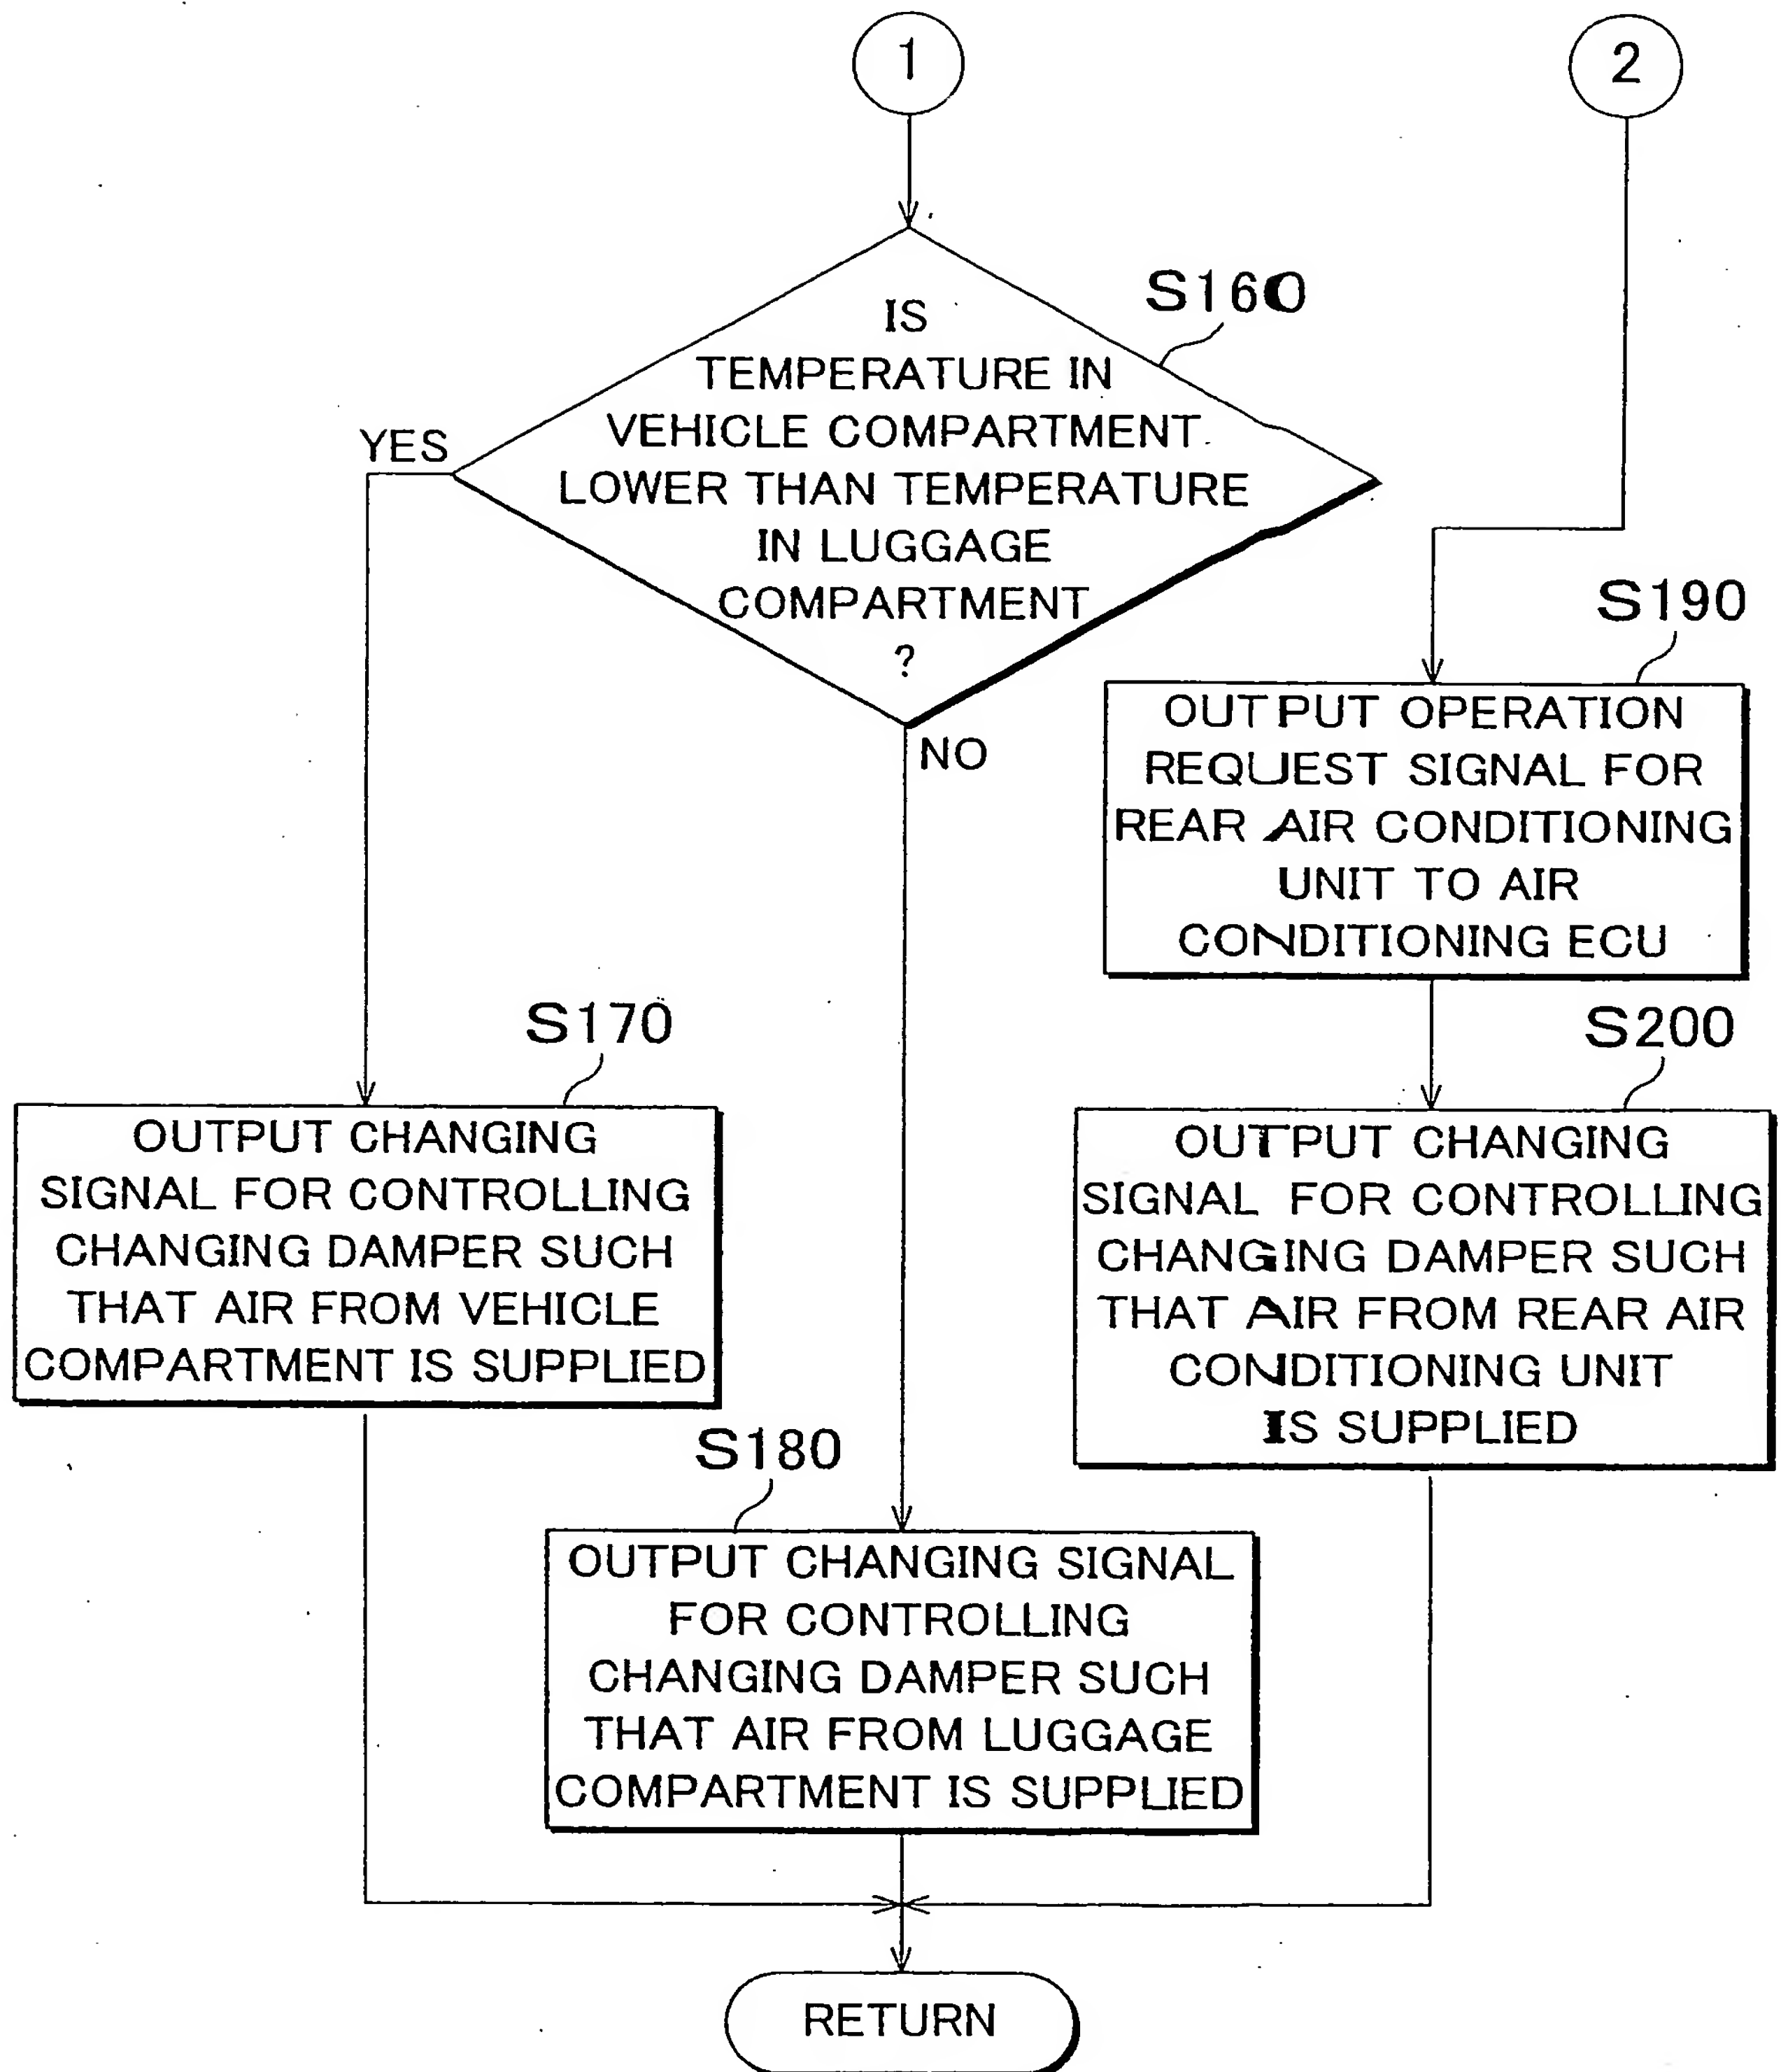 1
2
S160
IS
TEMPERATURE IN
VEHICLE COMPARTMENT
LOWER THAN TEMPERATURE
IN LUGGAGE
COMPARTMENT
?
YES
NO
S190
OUTPUT OPERATION
REQUEST SIGNAL FOR
REAR AIR CONDITIONING
UNIT TO AIR
CONDITIONING ECU
S170
OUTPUT CHANGING
SIGNAL FOR CONTROLLING
CHANGING DAMPER SUCH
THAT AIR FROM VEHICLE
COMPARTMENT IS SUPPLIED
S200
OUTPUT CHANGING
SIGNAL FOR CONTROLLING
CHANGING DAMPER SUCH
THAT AIR FROM REAR AIR
CONDITIONING UNIT
IS SUPPLIED
S180
OUTPUT CHANGING SIGNAL
FOR CONTROLLING
CHANGING DAMPER SUCH
THAT AIR FROM LUGGAGE
COMPARTMENT IS SUPPLIED
RETURN